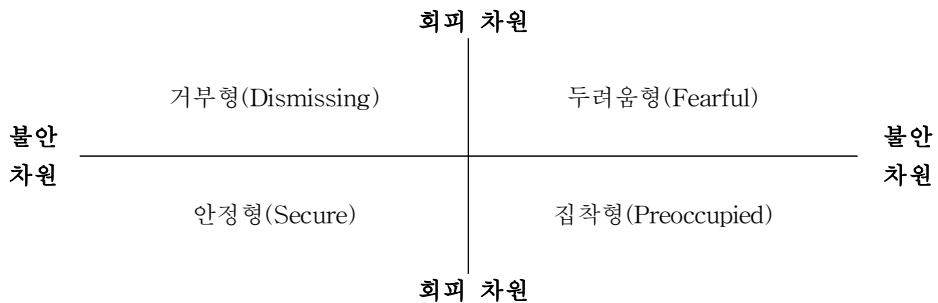 회피 차원
거부형(Dismissing) 두려움형(Fearful)
불안 불안
차원 차원
안정형(Secure) 집착형(Preoccupied)
회피 차원